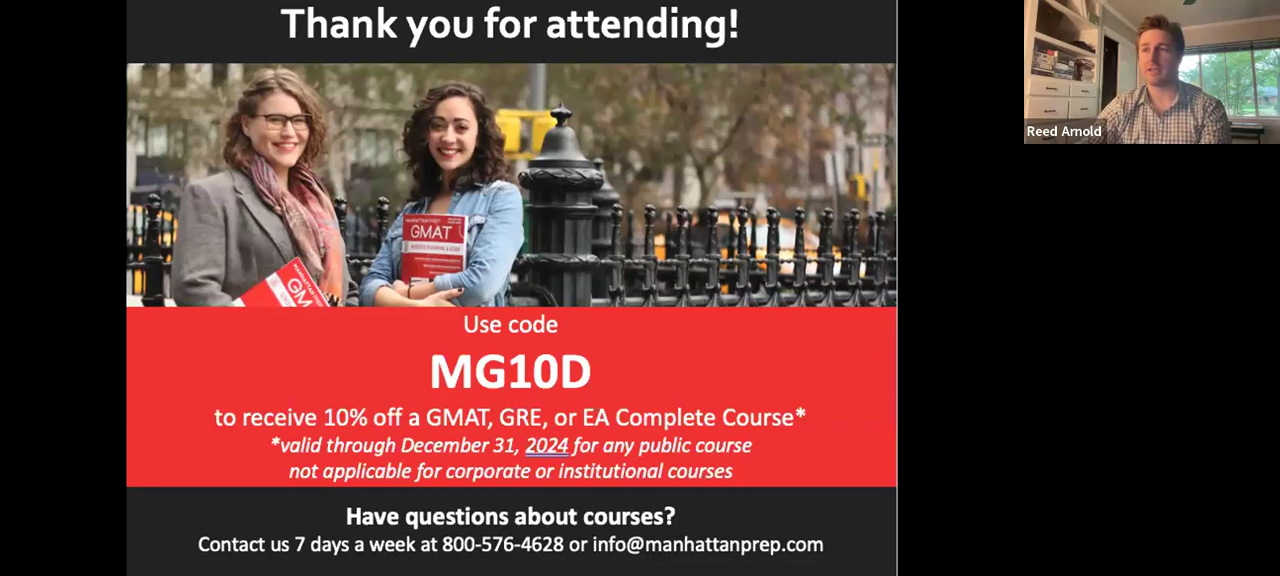 Thank you for attending!
Reed Arnold
GMAT
Use code
MG10D
to receive 10% off a GMAT, GRE, or EA Complete Course*
*valid through December 31, 2024 for any public course
not applicable for corporate or institutional courses
Have questions about courses?
Contact us 7 days a week at 800-576-4628 or info@manhattanprep.com